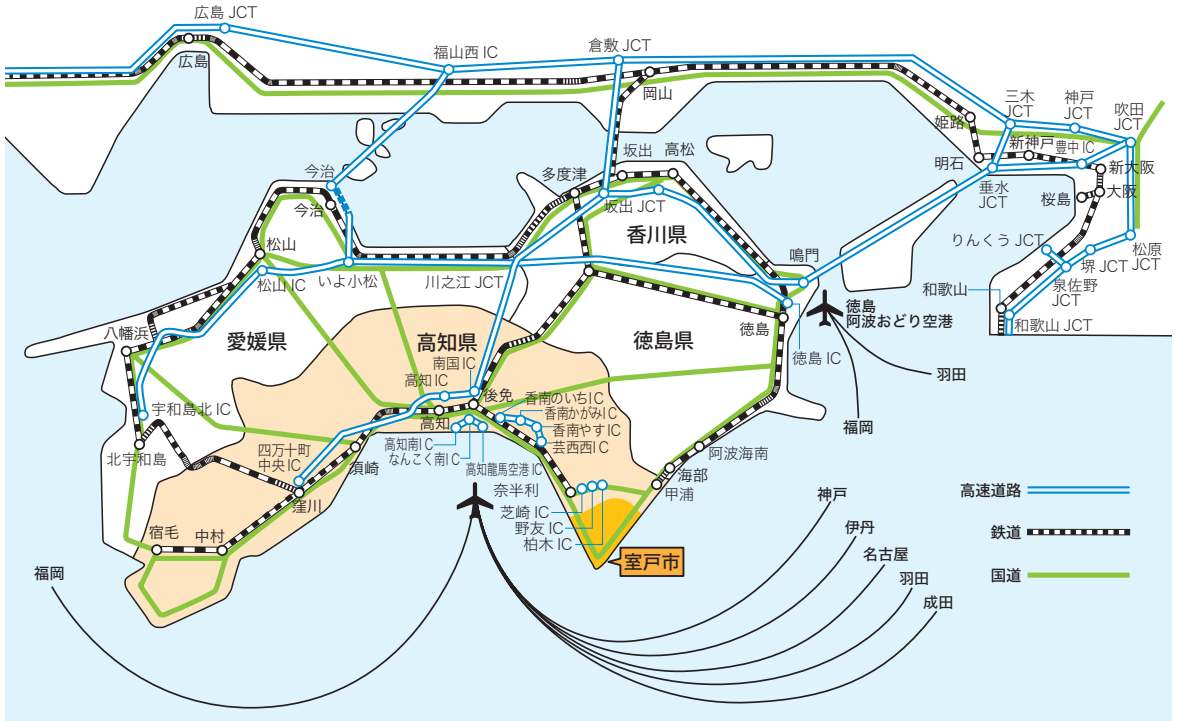 広島 JCT
広島
福山西 IC
倉敷 JCT
岡山
三木
JCT
神戸
JCT
吹田
JCT
姫路
新神戸
豊中 IC
明石
新大阪
垂水
JCT
桜島
大阪
りんくう JCT
堺 JCT
松原
JCT
泉佐野
JCT
和歌山
和歌山 JCT
今治
今治
多度津
坂出
高松
坂出 JCT
香川県
鳴門
松山
松山 IC
いよ小松
川之江 JCT
徳島
阿波おどり空港
徳島
徳島 IC
羽田
福岡
八幡浜
愛媛県
高知県
徳島県
南国 IC
高知 IC
後免
高知
香南のいち IC
香南かがみ IC
香南やす IC
芸西西 IC
宇和島北 IC
北宇和島
四万十町
中央 IC
須崎
高知南 IC
なんこく南 IC
高知龍馬空港 IC
阿波海南
海部
甲浦
奈半利
窪川
芝崎 IC
野友 IC
柏木 IC
宿毛
中村
室戸市
福岡
神戸
伊丹
名古屋
羽田
成田
高速道路
鉄道
国道